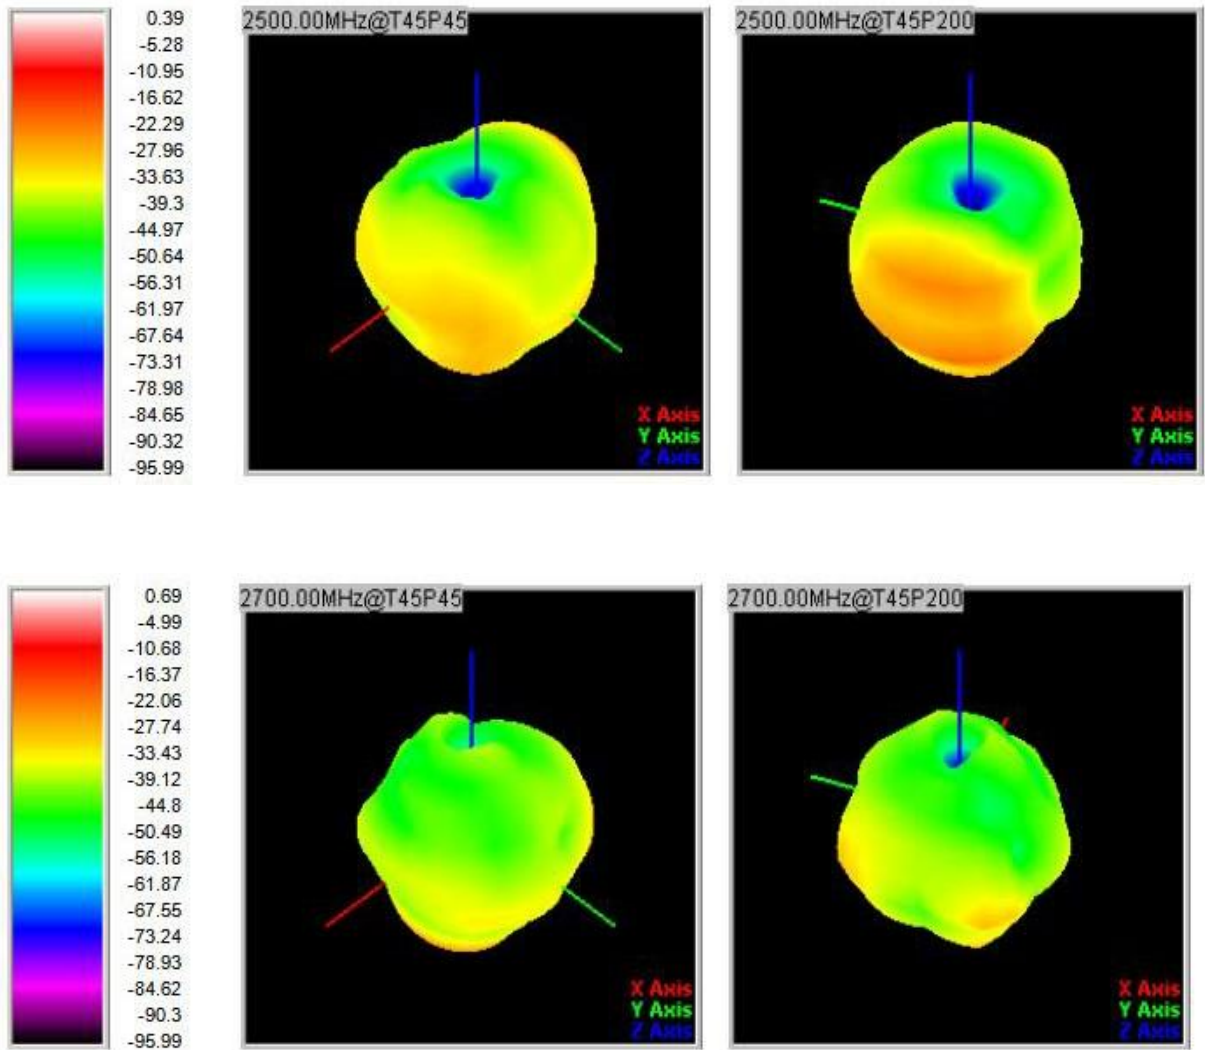 0.39
-5.28
-10.95
-16.62
-22.29
-27.96
-33.63
-39.3
-44.97
-50.64
-56.31
-61.97
-67.64
-73.31
-78.98
-84.65
-90.32
-95.99
2500.00MHz@T45P45
X Axis
Y Axis
Z Axis
2500.00MHz@T45P200
X Axis
Y Axis
Z Axis
0.69
-4.99
-10.68
-16.37
-22.06
-27.74
-33.43
-39.12
-44.8
-50.49
-56.18
-61.87
-67.55
-73.24
-78.93
-84.62
-90.3
-95.99
2700.00MHz@T45P45
X Axis
Y Axis
Z Axis
2700.00MHz@T45P200
X Axis
Y Axis
Z Axis